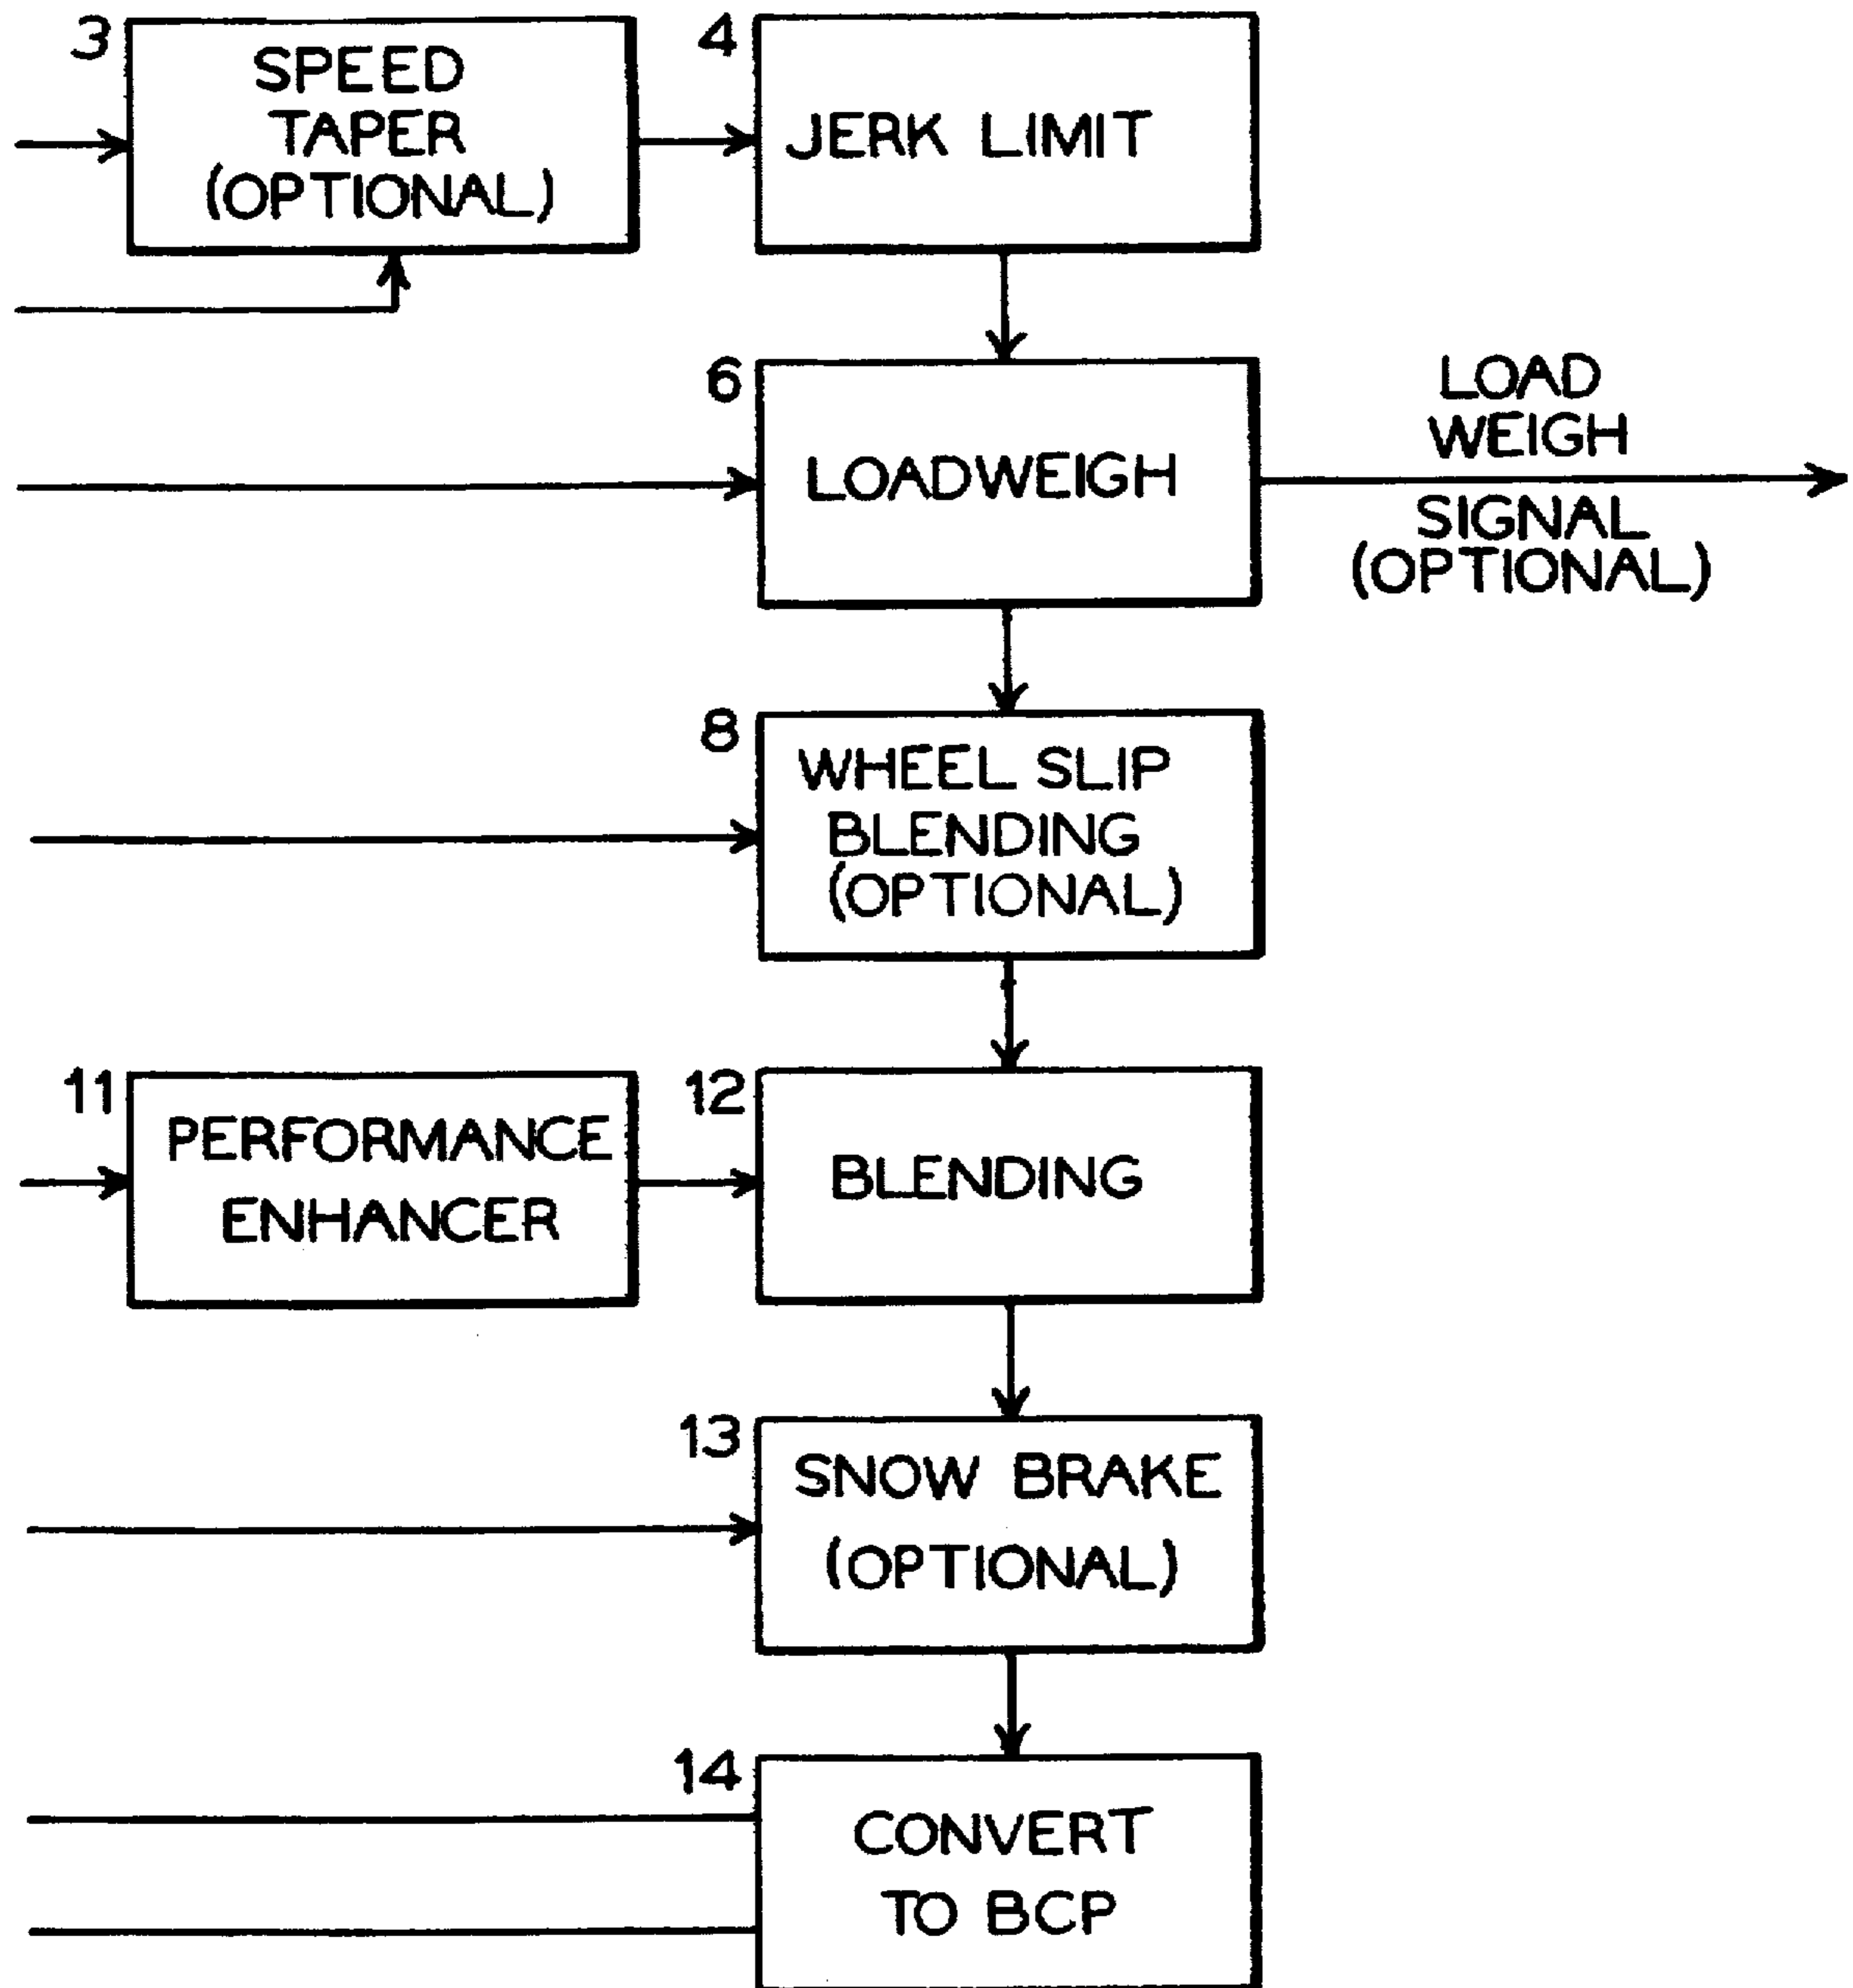 3
SPEED
TAPER
(OPTIONAL)
4
JERK LIMIT
6
LOADWEIGH
LOAD
WEIGH
SIGNAL
(OPTIONAL)
8
WHEEL SLIP
BLENDING
(OPTIONAL)
11
PERFORMANCE
ENHANCER
12
BLENDING
13
SNOW BRAKE
(OPTIONAL)
14
CONVERT
TO BCP